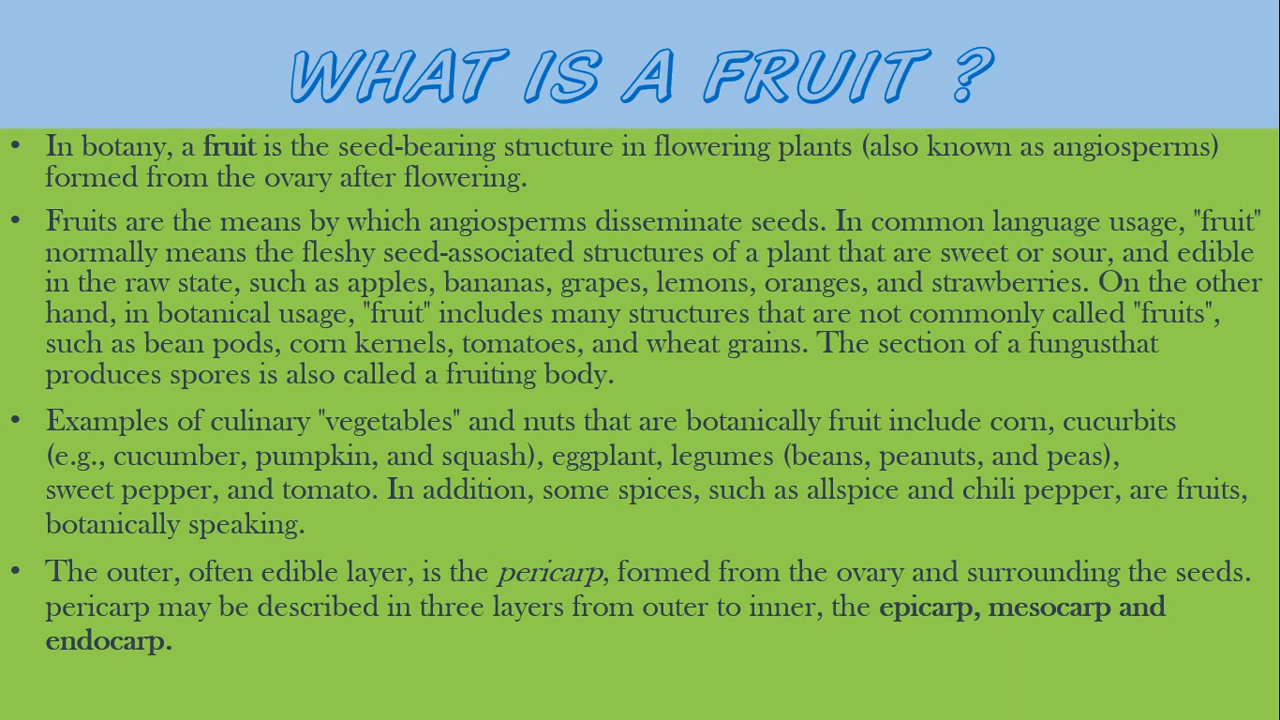 WHAT IS A FRUIT ?
• In botany, a fruit is the seed-bearing structure in flowering plants (also known as angiosperms)
formed from the ovary after flowering.
• Fruits are the means by which angiosperms disseminate seeds. In common language usage, "fruit"
normally means the fleshy seed-associated structures of a plant that are sweet or sour, and edible
in the raw state, such as apples, bananas, grapes, lemons, oranges, and strawberries. On the other
hand, in botanical usage, "fruit" includes many structures that are not commonly called "fruits",
such as bean pods, corn kernels, tomatoes, and wheat grains. The section of a fungusthat
produces spores is also called a fruiting body.
• Examples of culinary "vegetables" and nuts that are botanically fruit include corn, cucurbits
(e.g., cucumber, pumpkin, and squash), eggplant, legumes (beans, peanuts, and peas),
sweet pepper, and tomato. In addition, some spices, such as allspice and chili pepper, are fruits,
botanically speaking.
• The outer, often edible layer, is the pericarp, formed from the ovary and surrounding the seeds.
pericarp may be described in three layers from outer to inner, the epicarp, mesocarp and
endocarp.